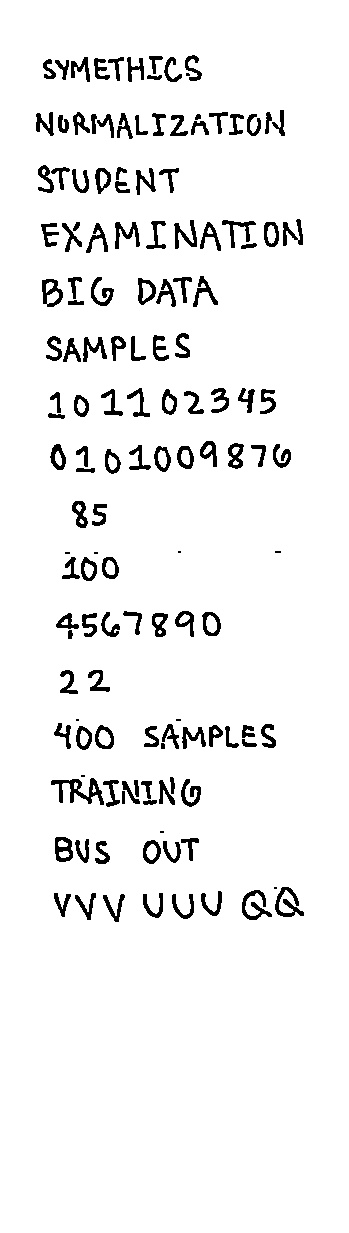 SYMETHICS
NORMALIZATION
STUDENT
EXAMINATION
BIG DATA
SAMPLES
101102345
0101009876
85
100
4567890
22
400 SAMPLES
TRAINING
BUS OUT
VVV UUU QQ